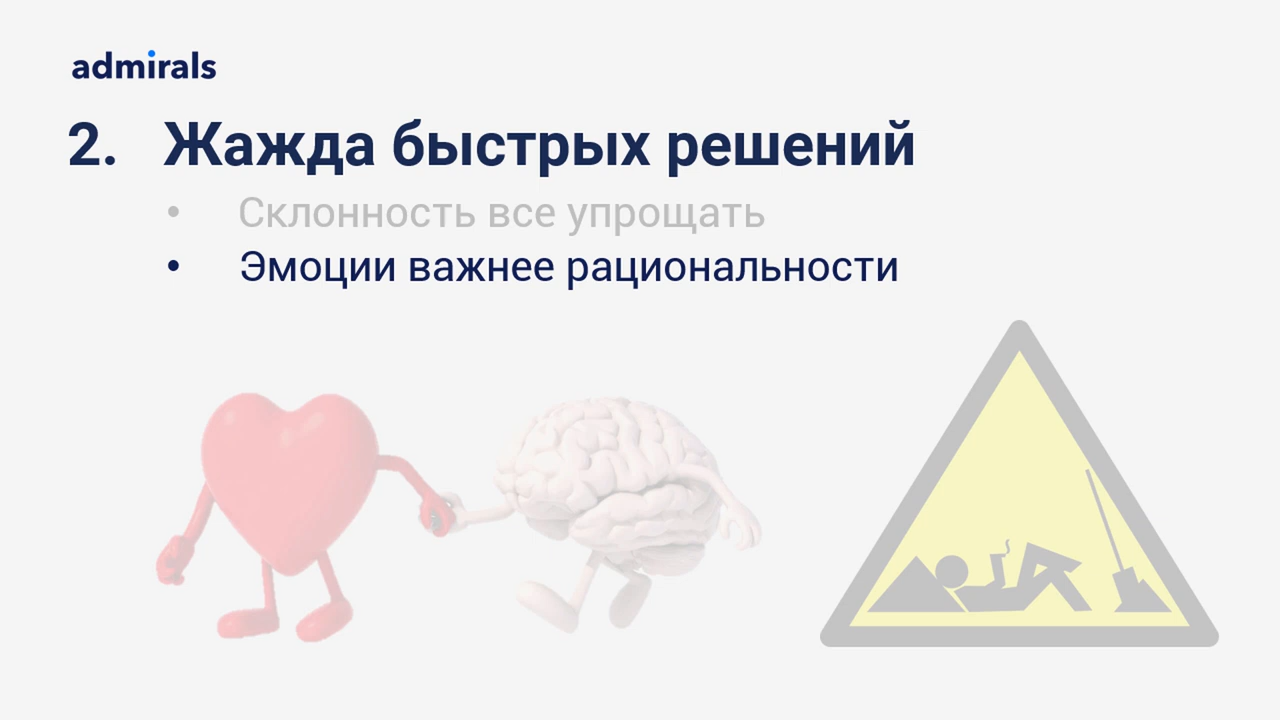 admirals
2. Жажда быстрых решений
• Склонность все упрощать
• Эмоции важнее рациональности